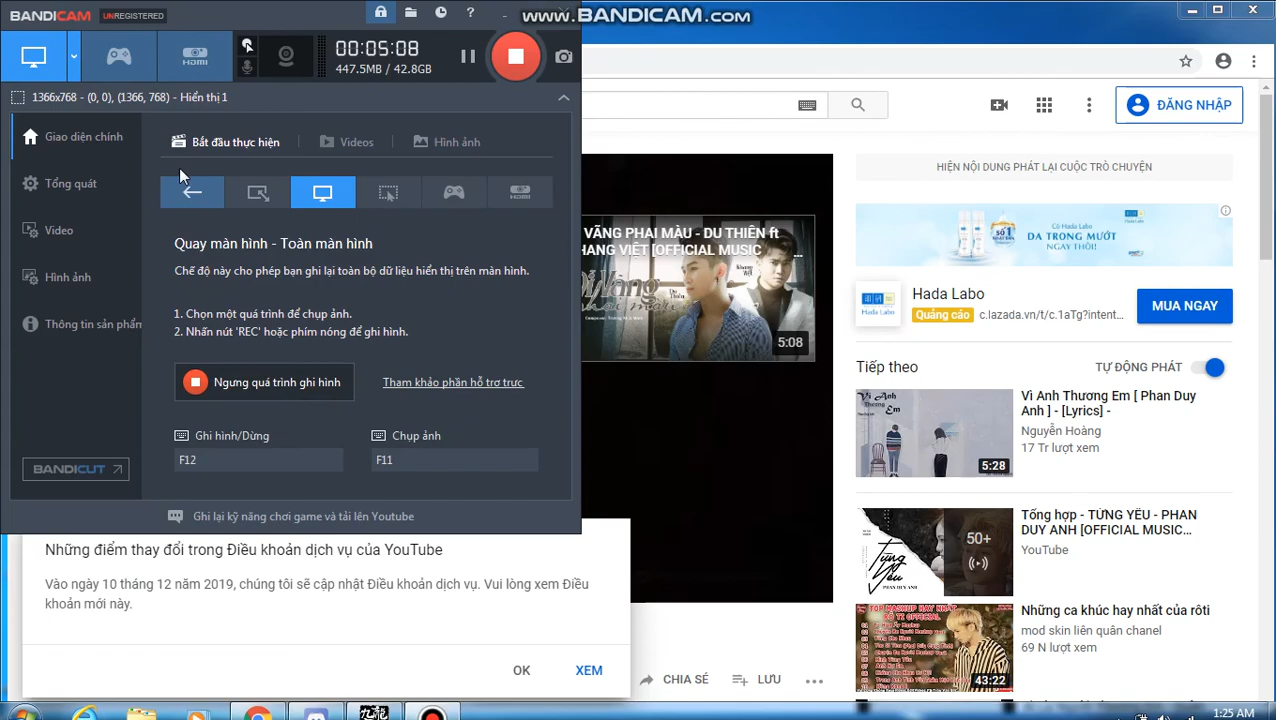 BANDICAM UNREGISTERED
www.BANDICAM.com
HDMI
00:05:08
447.5MB / 42.8GB
1366x768 - (0, 0), (1366, 768) - Hiển thị 1
Giao diện chính
Tổng quát
Video
Hình ảnh
Thông tin sản phẩm
BANDICUT
Bắt đầu thực hiện
Videos
Hình ảnh
HDMI
Quay màn hình - Toàn màn hình
Chế độ này cho phép bạn ghi lại toàn bộ dữ liệu hiển thị trên màn hình.
1. Chọn một quá trình để chụp ảnh.
2. Nhấn nút 'REC' hoặc phím nóng để ghi hình.
Ngưng quá trình ghi hình
Tham khảo phần hỗ trợ trực
Ghi hình/Dừng
Chụp ảnh
F12
F11
Ghi lại kỹ năng chơi game và tải lên Youtube
Những điểm thay đổi trong Điều khoản dịch vụ của YouTube
Vào ngày 10 tháng 12 năm 2019, chúng tôi sẽ cập nhật Điều khoản dịch vụ. Vui lòng xem Điều
khoản mới này.
OK
XEM
VÃNG PHAI MÀU - DU THIÊN ft
HANG VIỆT [OFFICIAL MUSIC
...
5:08
CHIA SẺ
LƯU
ĐĂNG NHẬP
HIỆN NỘI DUNG PHÁT LẠI CUỘC TRÒ CHUYỆN
Có Hada Labo
SỐ 1 NHẬT BẢN
DA TRONG MƯỚT
NGAY THÔI!
Hada Labo
Quảng cáo
c.lazada.vn/t/c.1aTg?intent...
MUA NGAY
Tiếp theo
TỰ ĐỘNG PHÁT
Vì Anh Thương Em [ Phan Duy
Anh ] - [Lyrics] -
Nguyễn Hoàng
17 Tr lượt xem
5:28
Tổng hợp - TỪNG YÊU - PHAN
DUY ANH [OFFICIAL MUSIC...
YouTube
50+
Những ca khúc hay nhất của rôti
mod skin liên quân chanel
69 N lượt xem
43:22
1:25 AM